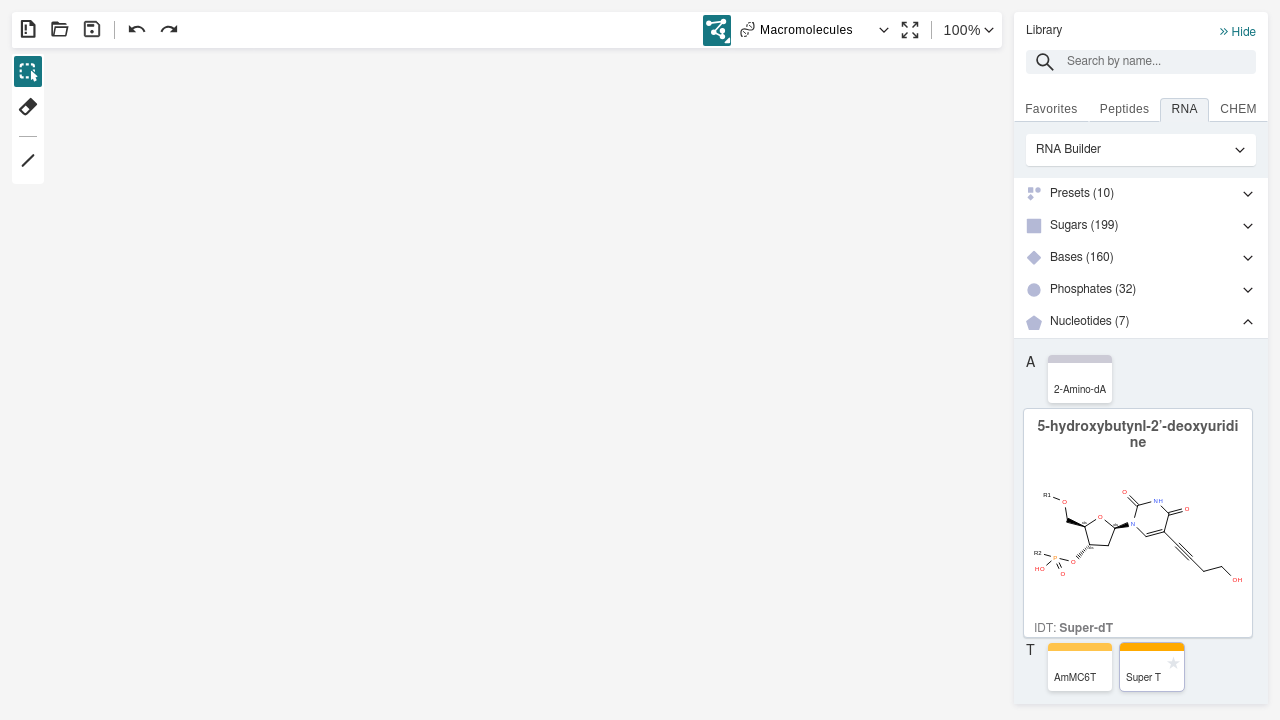 Macromolecules
100%
Library
Hide
Search by name...
Favorites
Peptides
RNA
CHEM
RNA Builder
Presets (10)
Sugars (199)
Bases (160)
Phosphates (32)
Nucleotides (7)
A
2-Amino-dA
5-hydroxybutynl-2’-deoxyuridi
ne
R1
O
O
NH
O
O
N
R2
P
O
HO
O
OH
IDT: Super-dT
T
AmMC6T
Super T